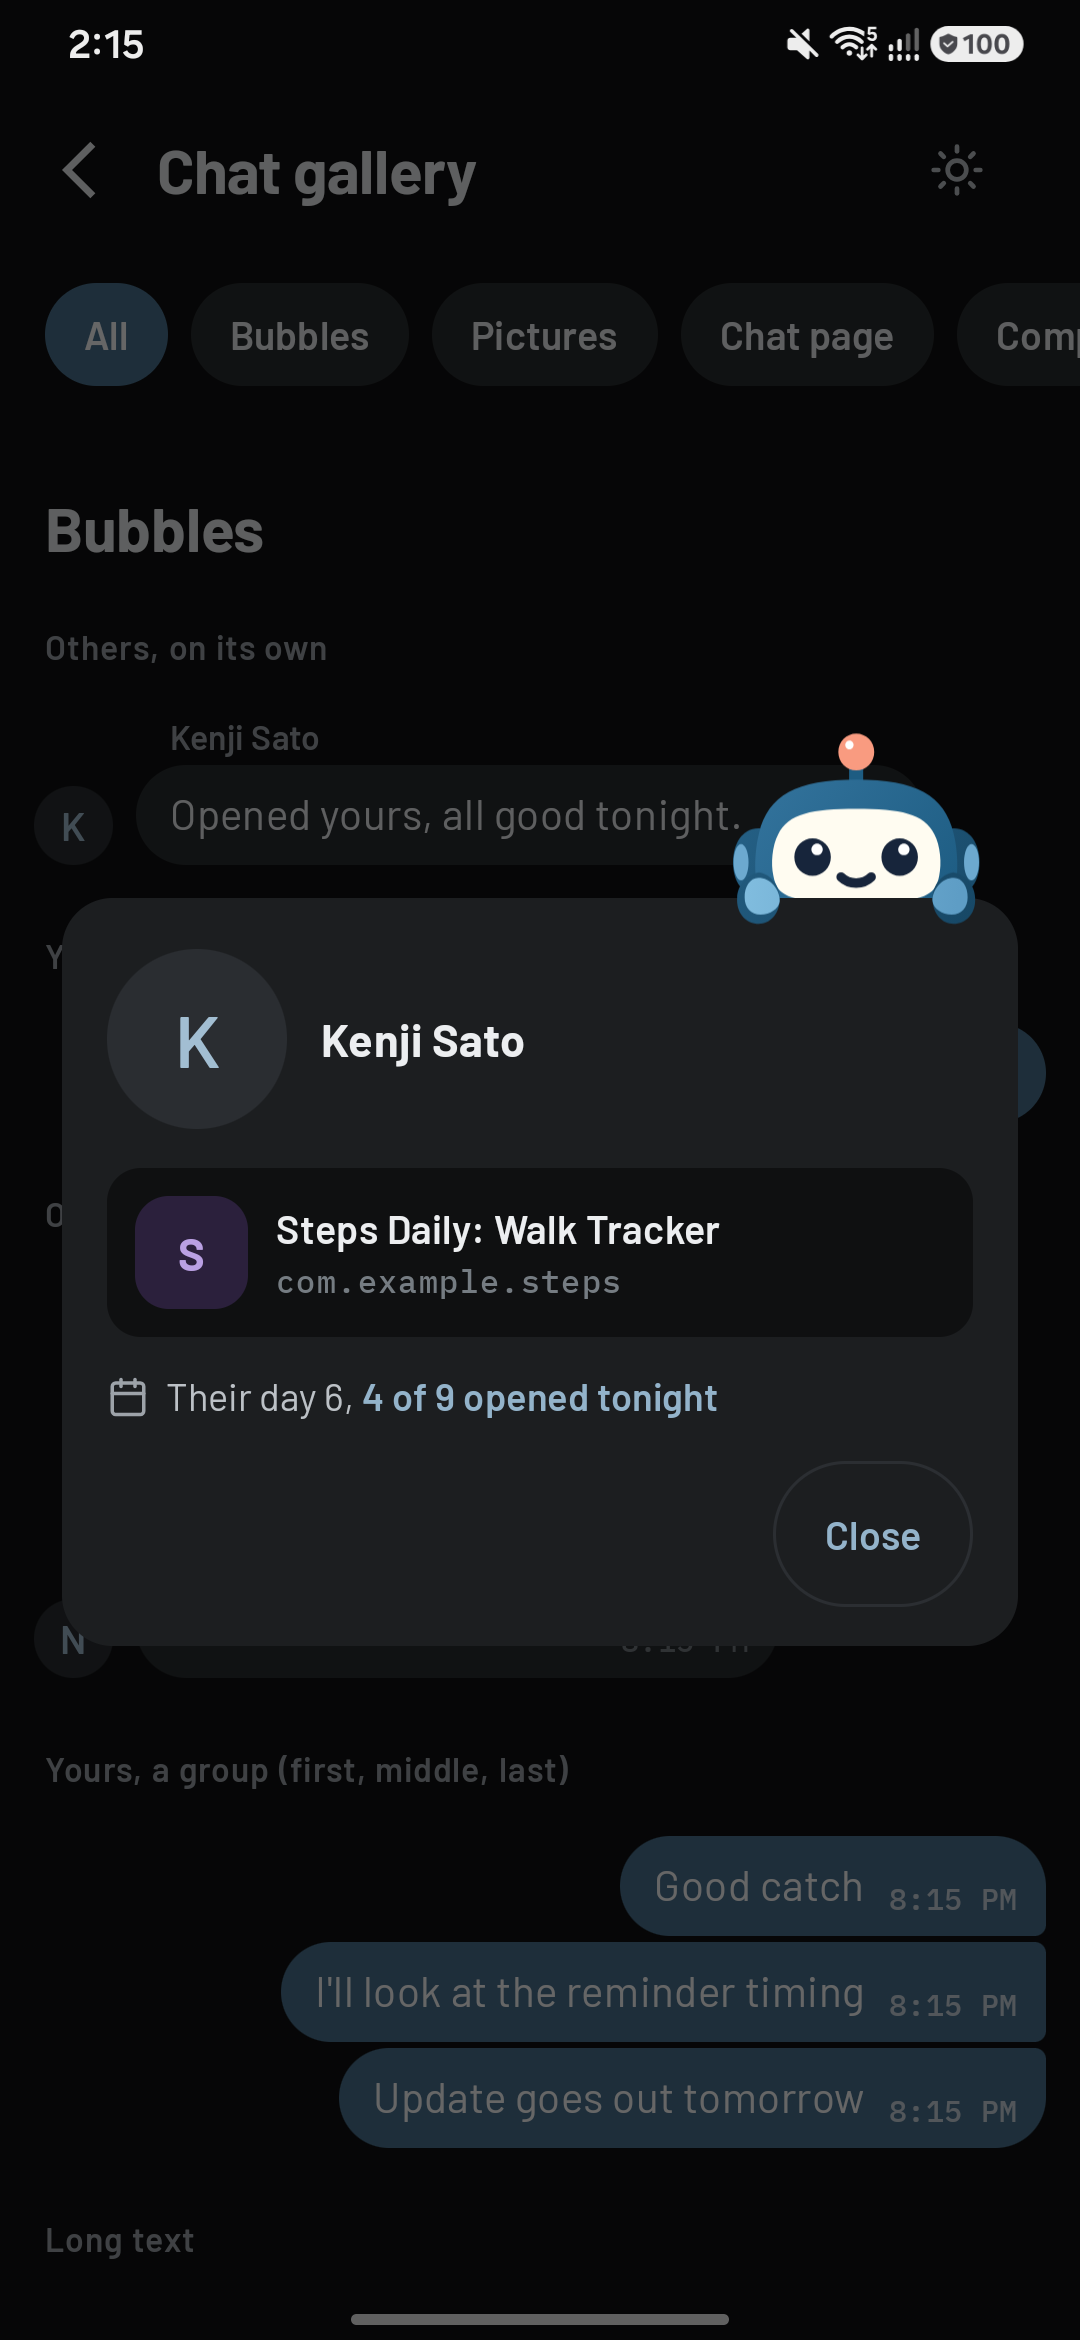 2:15
5
100
Chat gallery
All
Bubbles
Pictures
Chat page
Bubbles
Others, on its own
Kenji Sato
K
Opened yours, all good tonight.
K
Kenji Sato
S
Steps Daily: Walk Tracker
com.example.steps
Their day 6, 4 of 9 opened tonight
Close
N
Yours, a group (first, middle, last)
Good catch 8:15 PM
I'll look at the reminder timing 8:15 PM
Update goes out tomorrow 8:15 PM
Long text